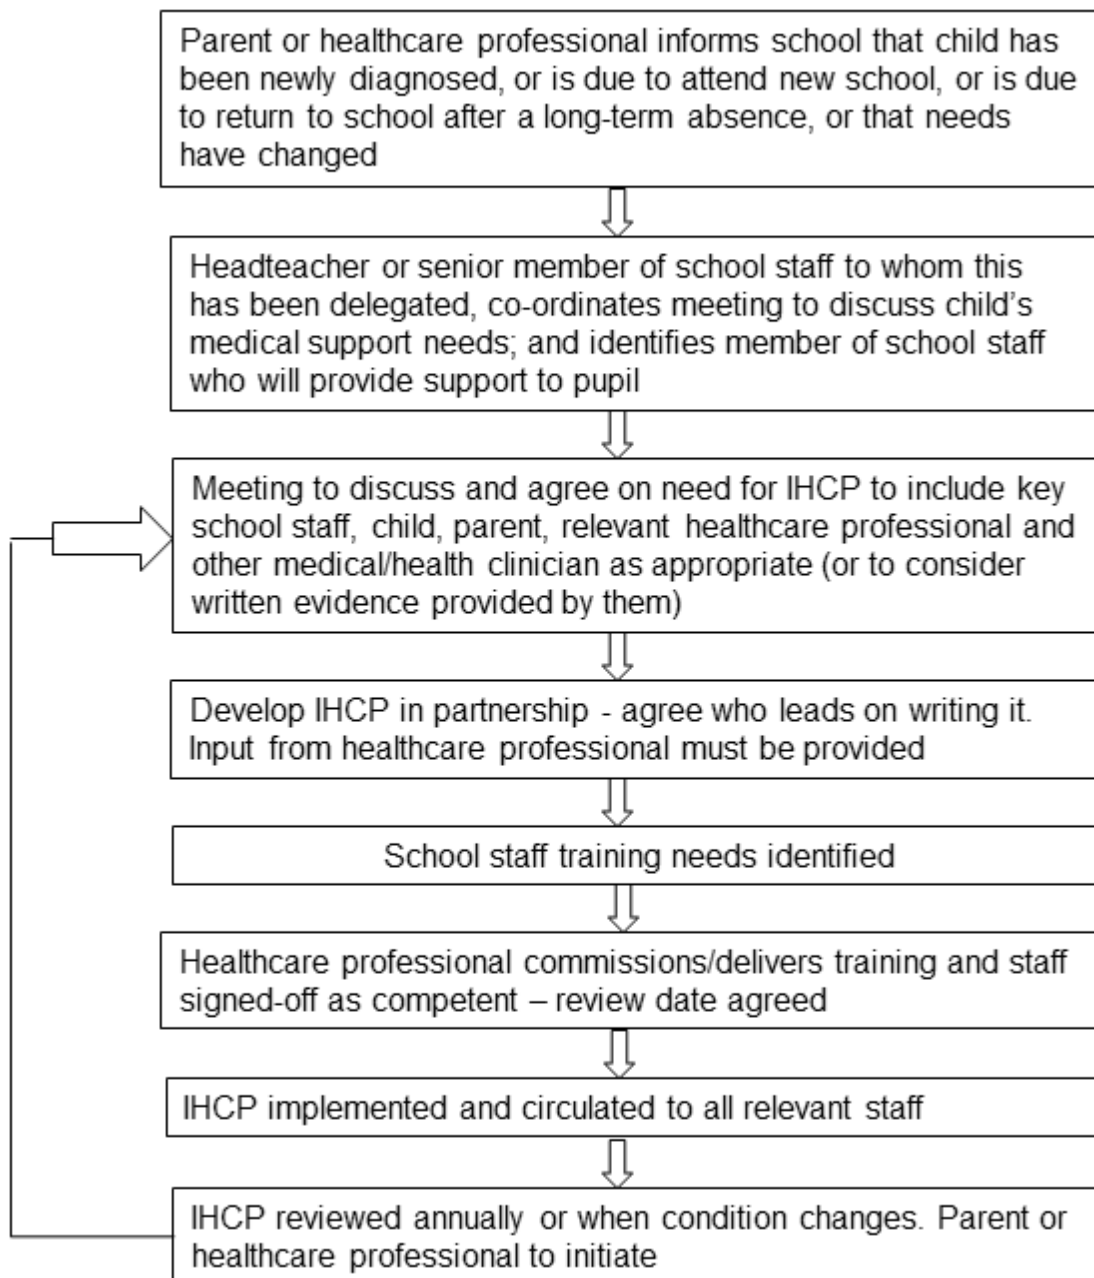 Parent or healthcare professional informs school that child has
been newly diagnosed, or is due to attend new school, or is due
to return to school after a long-term absence, or that needs
have changed
Headteacher or senior member of school staff to whom this
has been delegated, co-ordinates meeting to discuss child's
medical support needs; and identifies member of school staff
who will provide support to pupil
Meeting to discuss and agree on need for IHCP to include key
school staff, child, parent, relevant healthcare professional and
other medical/health clinician as appropriate (or to consider
written evidence provided by them)
Develop IHCP in partnership - agree who leads on writing it.
Input from healthcare professional must be provided
School staff training needs identified
Healthcare professional commissions/delivers training and staff
signed-off as competent – review date agreed
IHCP implemented and circulated to all relevant staff
IHCP reviewed annually or when condition changes. Parent or
healthcare professional to initiate